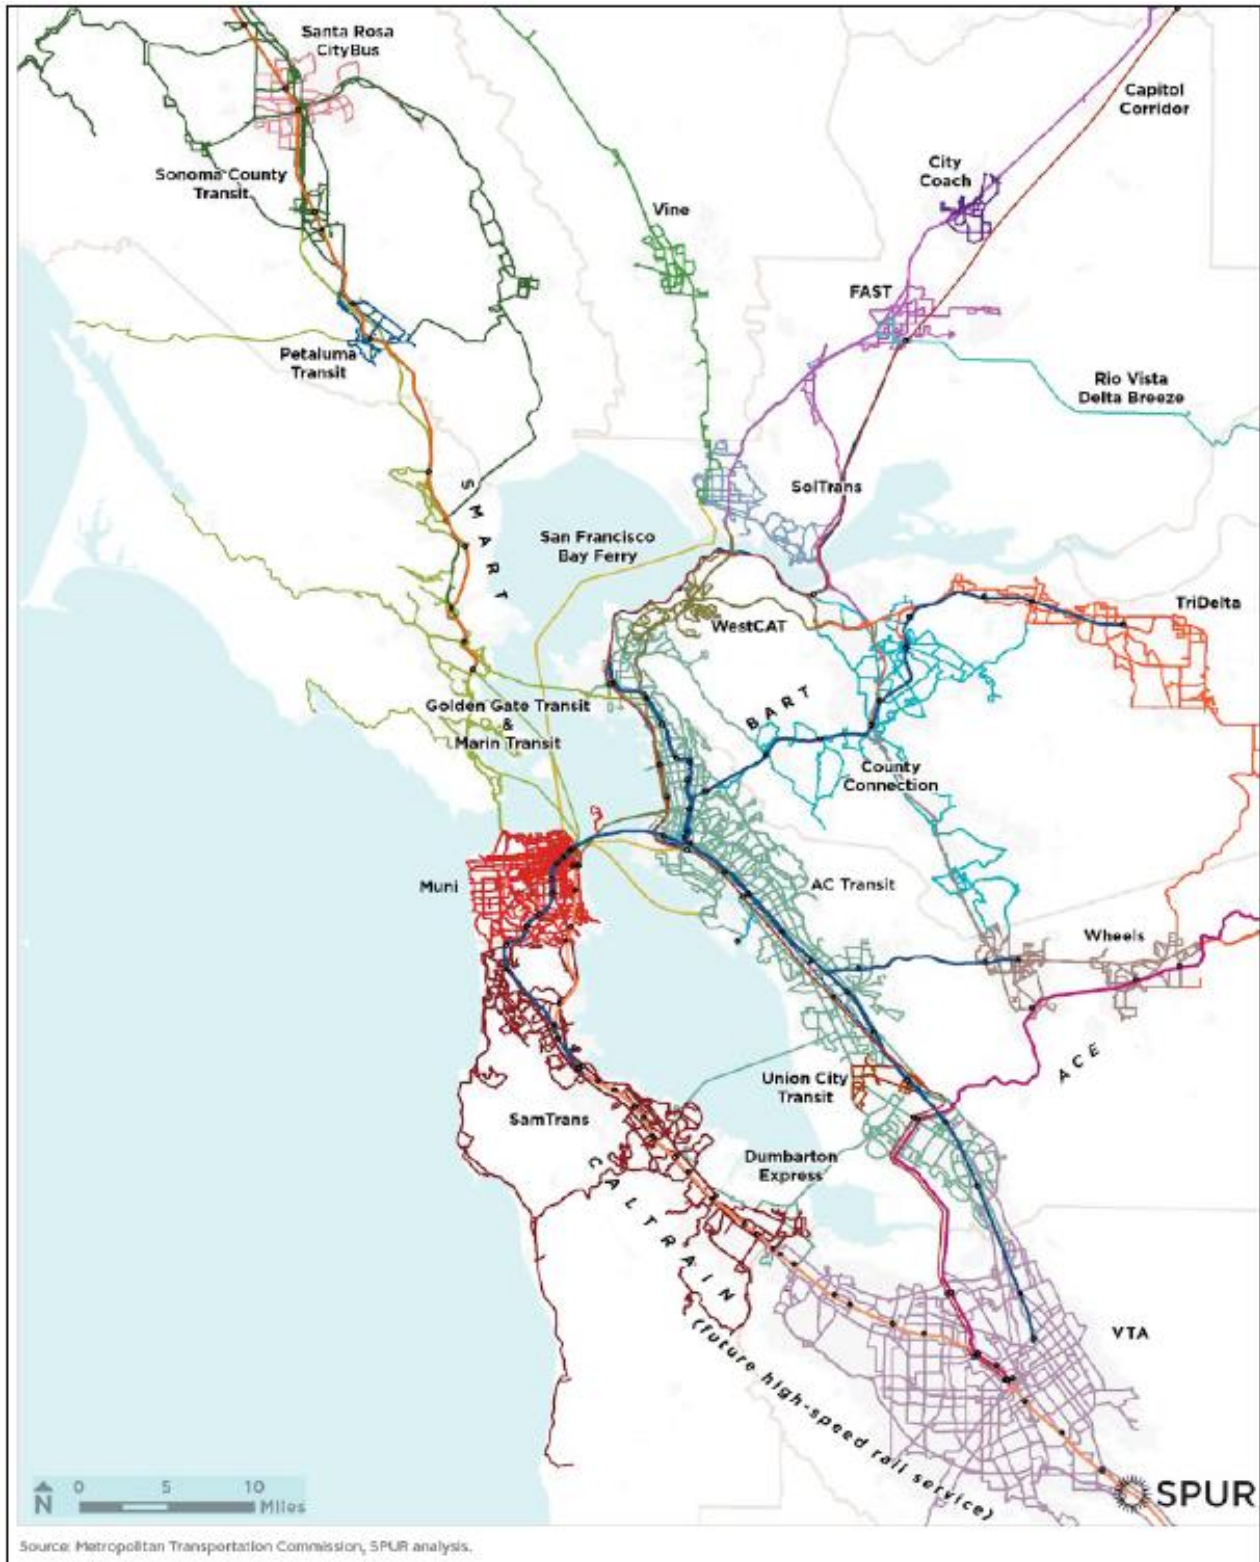 Santa Rosa
CityBus
Capitol
Corridor
City
Coach
Sonoma County
Transit
Vine
FAST
Petaluma
Transit
Rio Vista
Delta Breeze
SMART
SolTrans
San Francisco
Bay Ferry
TriDelta
WestCAT
BART
Golden Gate Transit
&
Marin Transit
County
Connection
Muni
AC Transit
Wheels
ACE
Union City
Transit
SamTrans
Dumbarton
Express
CALTRAIN
(future high-speed rail service)
VTA
SPUR
0 5 10
N Miles
Source: Metropolitan Transportation Commission, SPUR analysis.